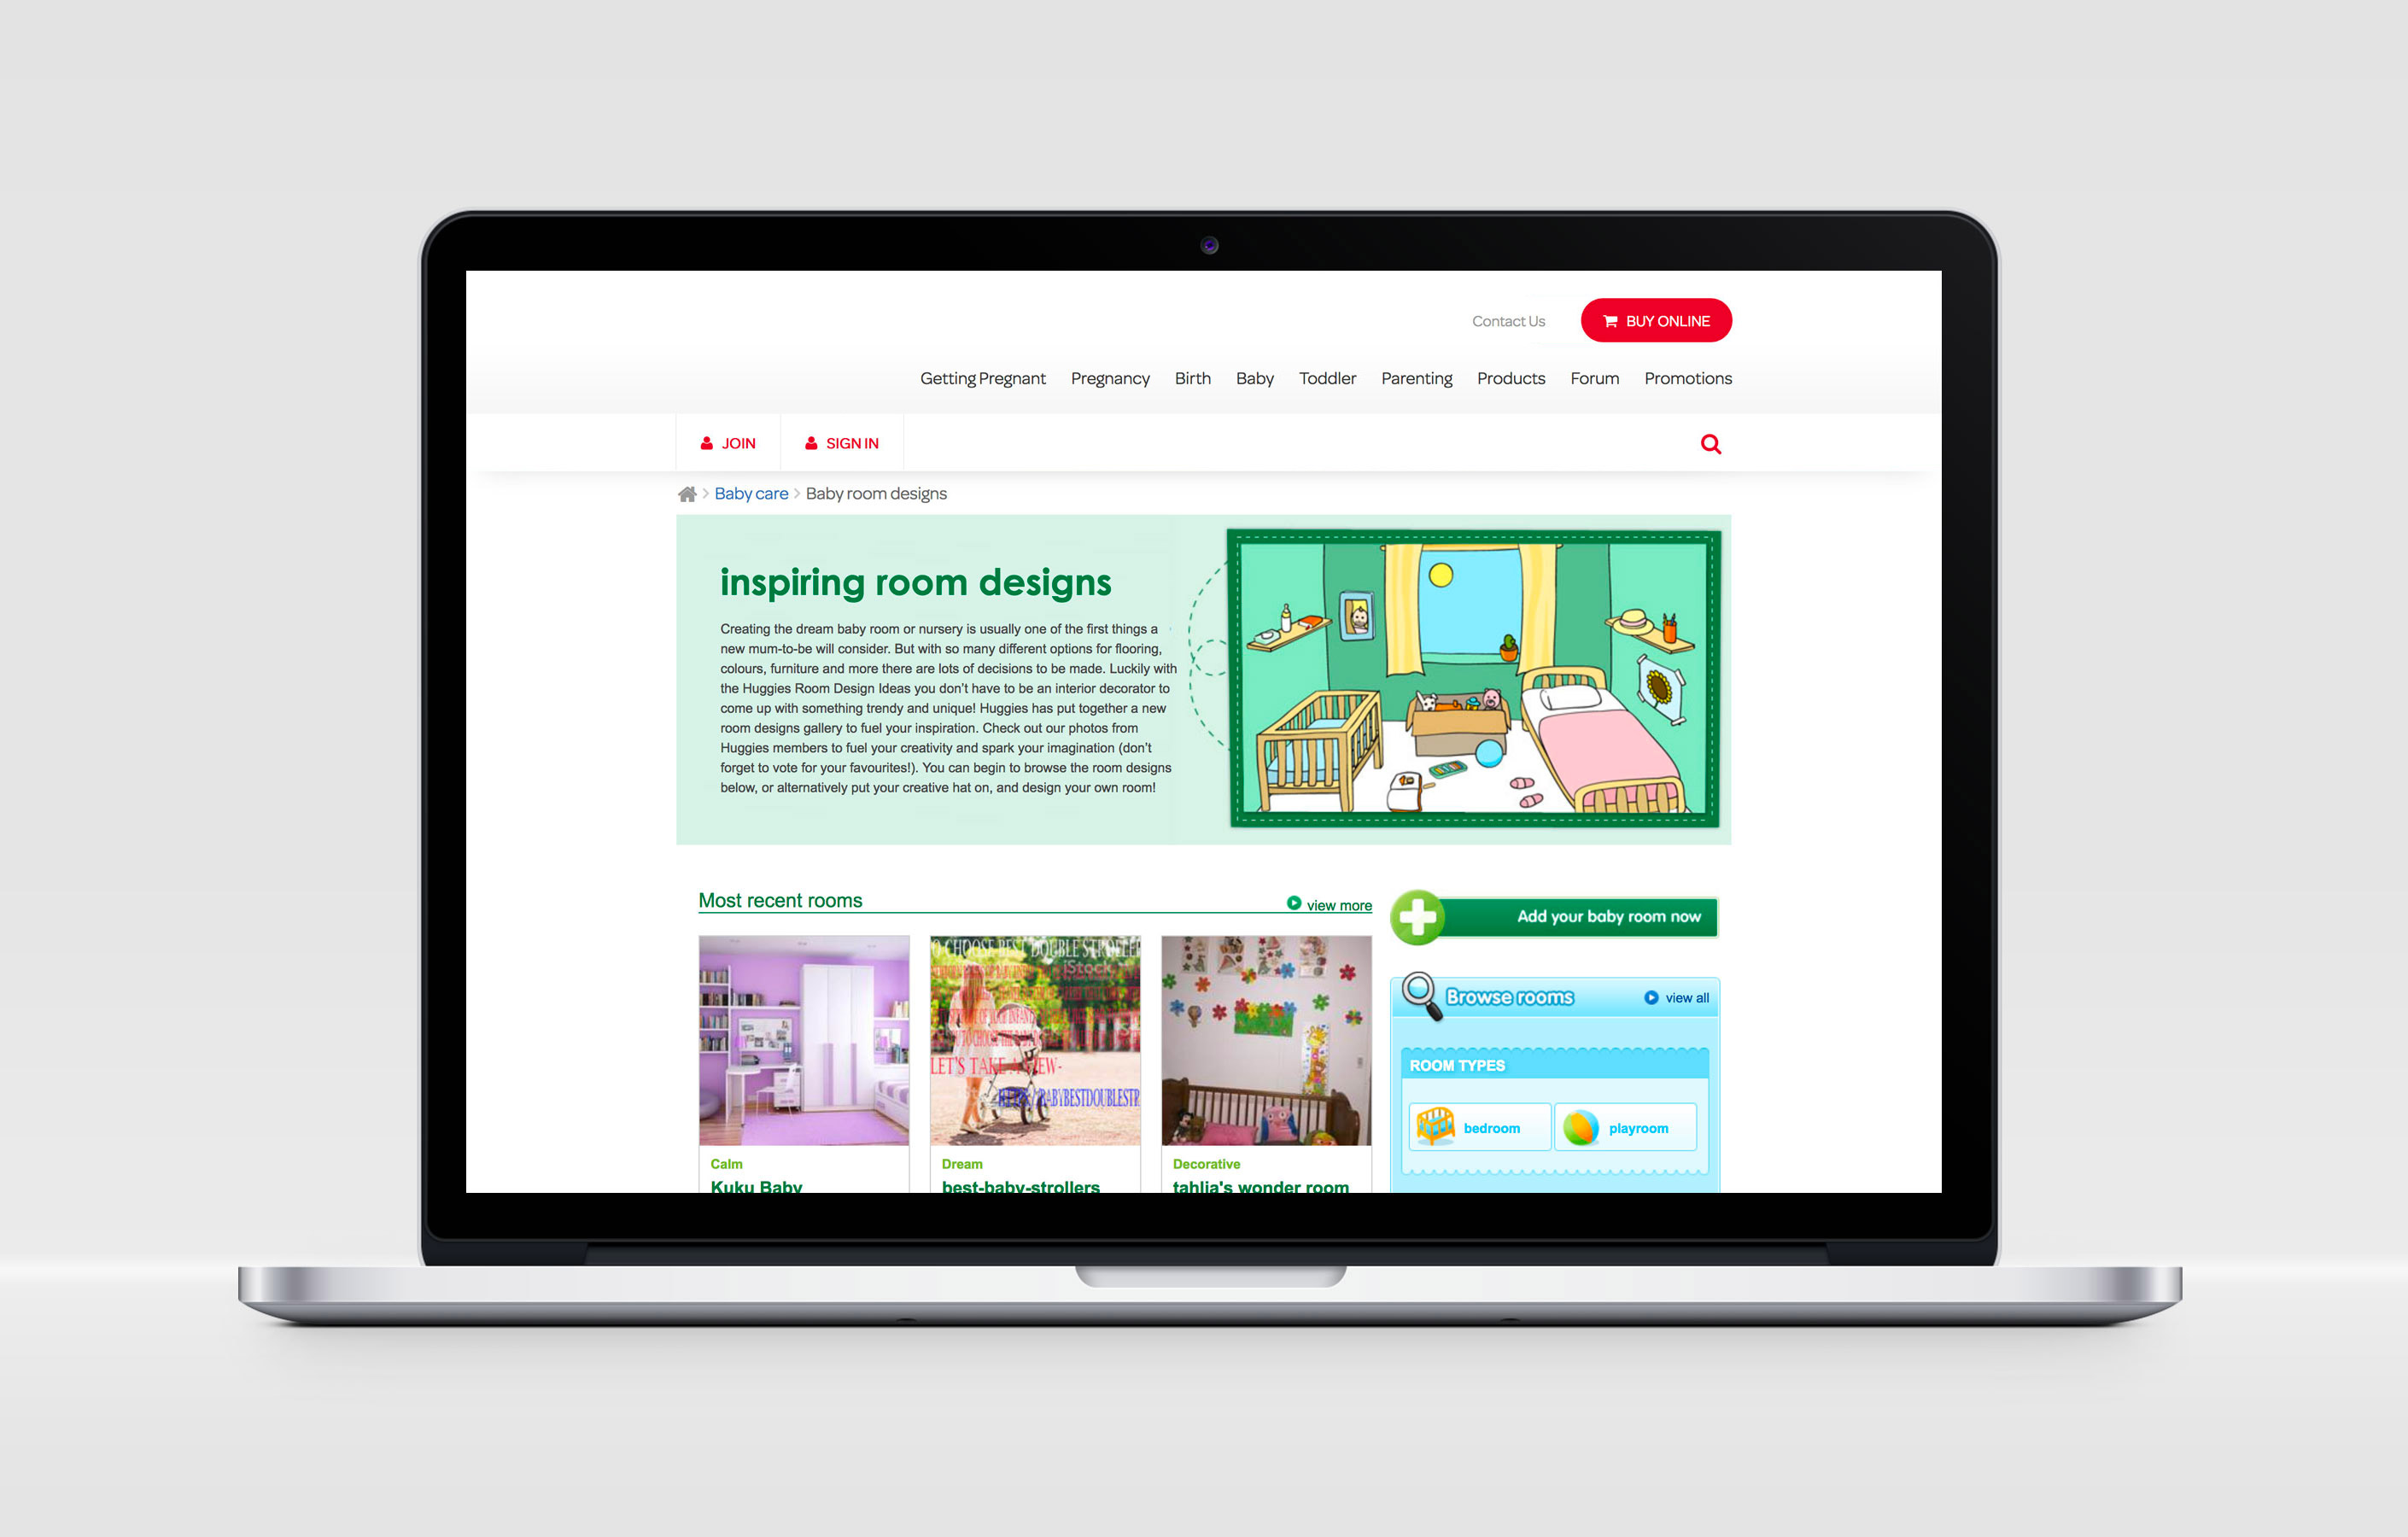 Contact Us
BUY ONLINE
Getting Pregnant Pregnancy Birth Baby Toddler Parenting Products Forum Promotions
JOIN SIGN IN
Baby care Baby room designs
inspiring room designs
Creating the dream baby room or nursery is usually one of the first things a
new mum-to-be will consider. But with so many different options for flooring,
colours, furniture and more there are lots of decisions to be made. Luckily with
the Huggies Room Design Ideas you don't have to be an interior decorator to
come up with something trendy and unique! Huggies has put together a new
room designs gallery to fuel your inspiration. Check out our photos from
Huggies members to fuel your creativity and spark your imagination (don't
forget to vote for your favourites!). You can begin to browse the room designs
below, or alternatively put your creative hat on, and design your own room!
Most recent rooms
view more
O CHOOSE BEST DOUBLE
iStock
LET'S TAKE
Calm
Kuku Baby
Dream
best-baby-strollers
Decorative
tahlia's wonder room
Add your baby room now
Browse rooms
view all
ROOM TYPES
bedroom
playroom